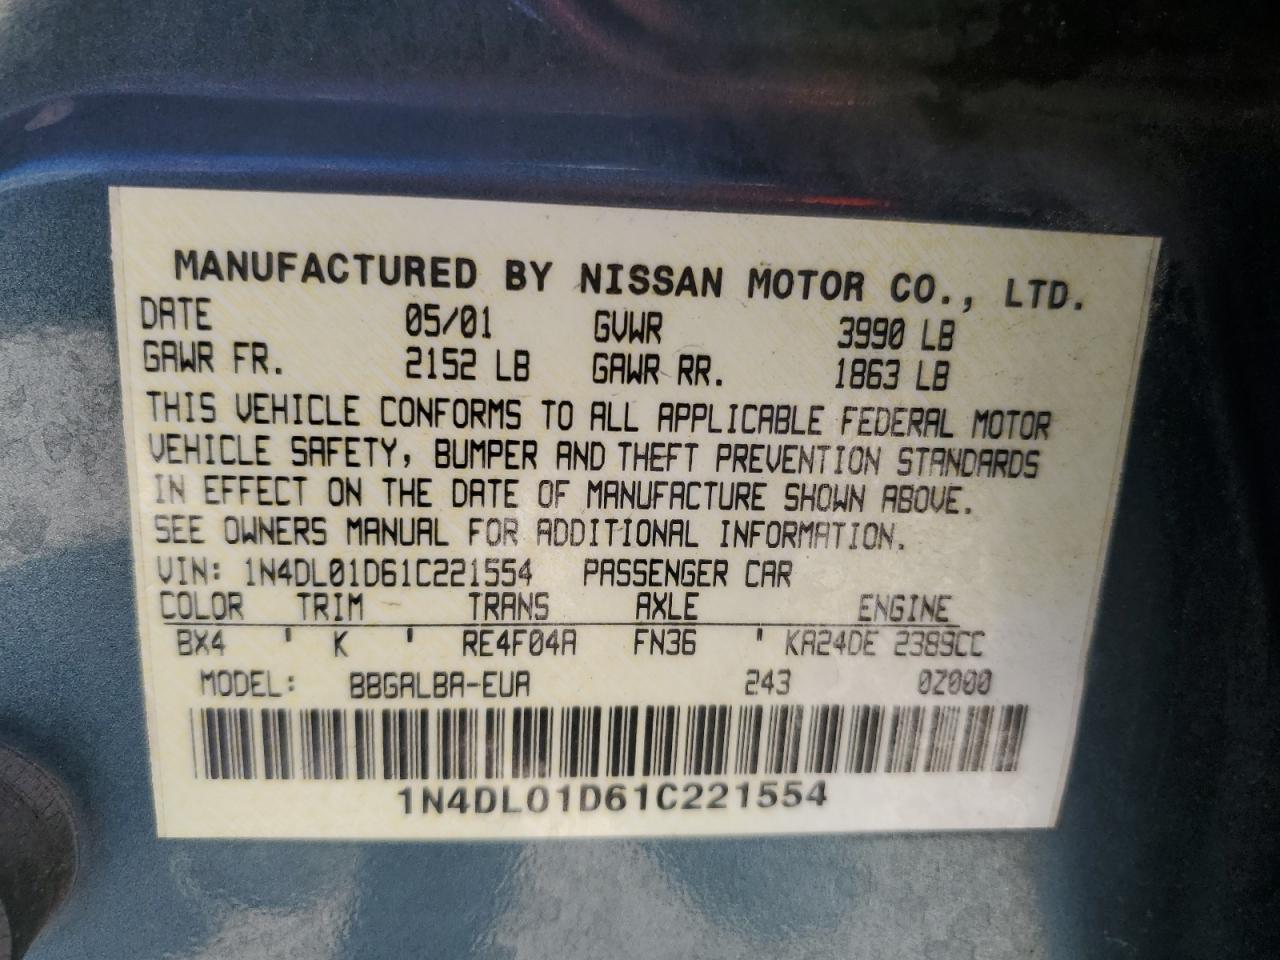 MANUFACTURED BY NISSAN MOTOR CO., LTD.
DATE 05/01 GVWR 3990 LB
GAWR FR. 2152 LB GAWR RR. 1863 LB
THIS VEHICLE CONFORMS TO ALL APPLICABLE FEDERAL MOTOR
VEHICLE SAFETY, BUMPER AND THEFT PREVENTION STANDARDS
IN EFFECT ON THE DATE OF MANUFACTURE SHOWN ABOVE.
SEE OWNERS MANUAL FOR ADDITIONAL INFORMATION.
VIN: 1N4DL01D61C221554 PASSENGER CAR
COLOR TRIM TRANS AXLE ENGINE
BX4 ' K ' RE4F04A FN36 ' KA24DE 2389CC
MODEL: BBGALBA-EUA 243 0Z000
1N4DL01D61C221554